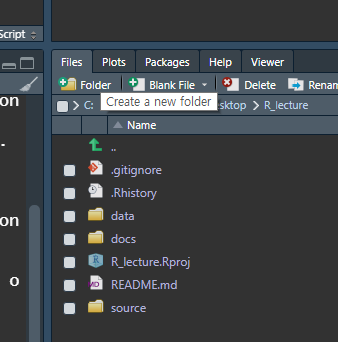 Script
Files Plots Packages Help Viewer
Folder Blank File Delete Renam
Create a new folder
C: sktop R_lecture
Name
..
.gitignore
.Rhistory
on
-
data
docs
on
R_lecture.Rproj
o
README.md
source